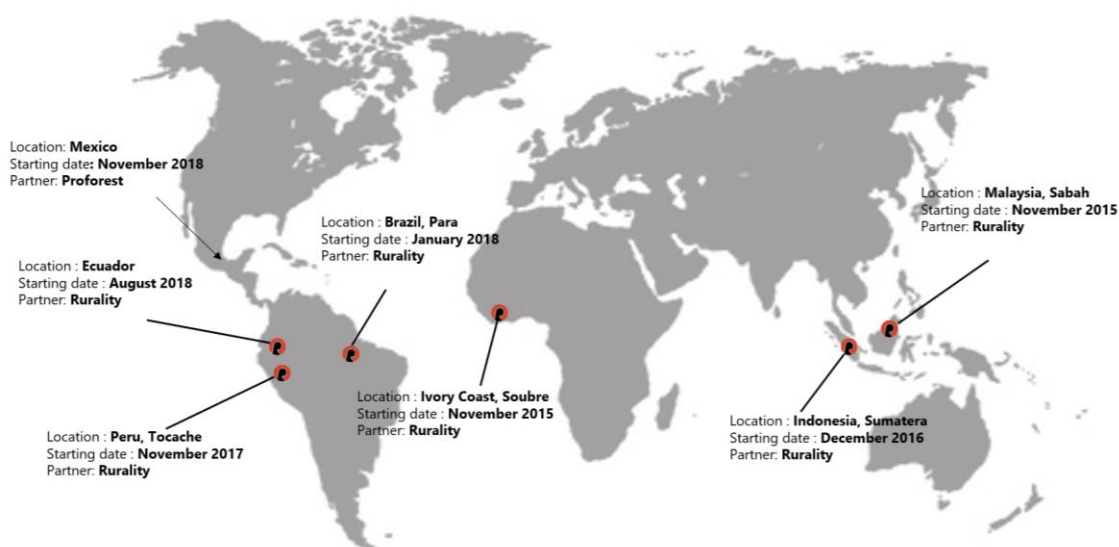 Location: Mexico
Starting date: November 2018
Partner: Proforest
Location : Ecuador
Starting date : August 2018
Partner: Rurality
Location : Brazil, Para
Starting date : January 2018
Partner: Rurality
Location : Malaysia, Sabah
Starting date : November 2015
Partner: Rurality
Location : Peru, Tocache
Starting date : November 2017
Partner: Rurality
Location : Ivory Coast, Soubre
Starting date : November 2015
Partner: Rurality
Location : Indonesia, Sumatera
Starting date : December 2016
Partner: Rurality